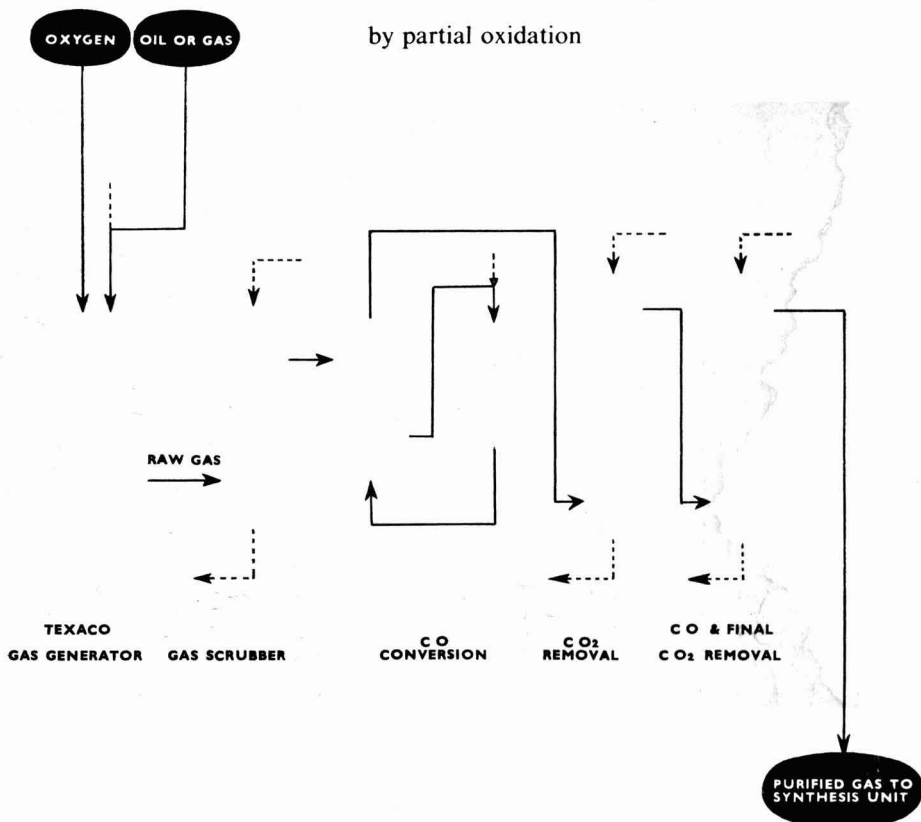 OXYGEN
OIL OR GAS
by partial oxidation
RAW GAS
TEXACO
GAS GENERATOR
GAS SCRUBBER
CO
CONVERSION
CO2
REMOVAL
CO & FINAL
CO2 REMOVAL
PURIFIED GAS TO
SYNTHESIS UNIT